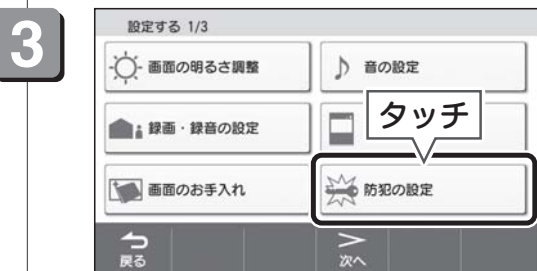 3
設定する 1/3
画面の明るさ調整
音の設定
録画・録音の設定
タッチ
画面のお手入れ
防犯の設定
戻る
次へ